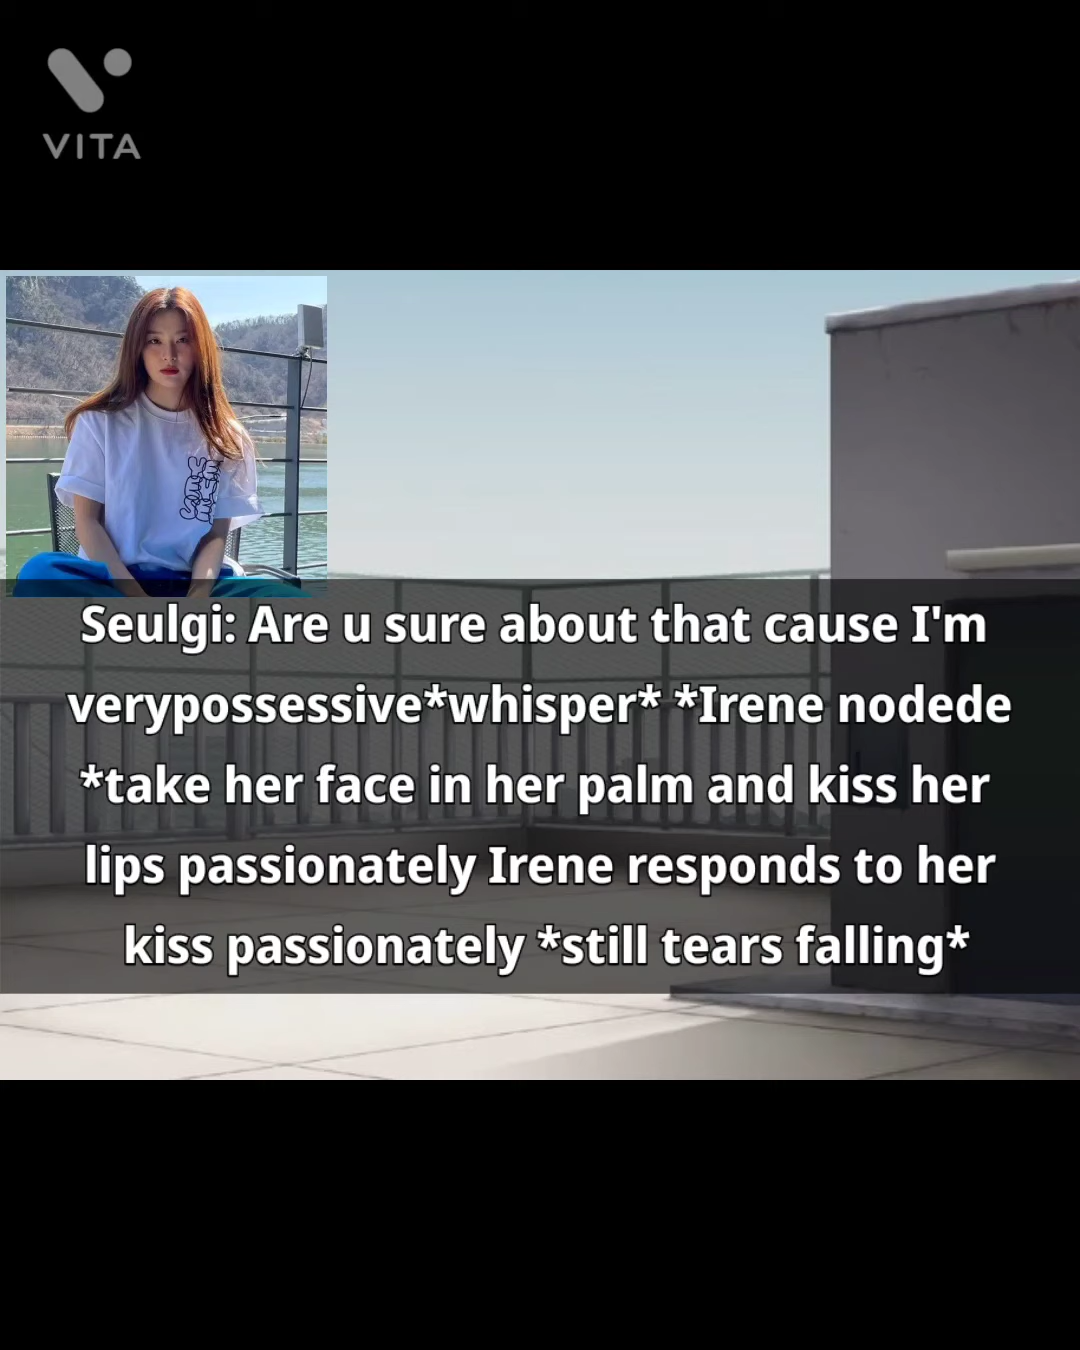 VITA
Seulgi: Are u sure about that cause I'm
verypossessive*whisper* *Irene nodede
*take her face in her palm and kiss her
lips passionately Irene responds to her
kiss passionately *still tears falling*